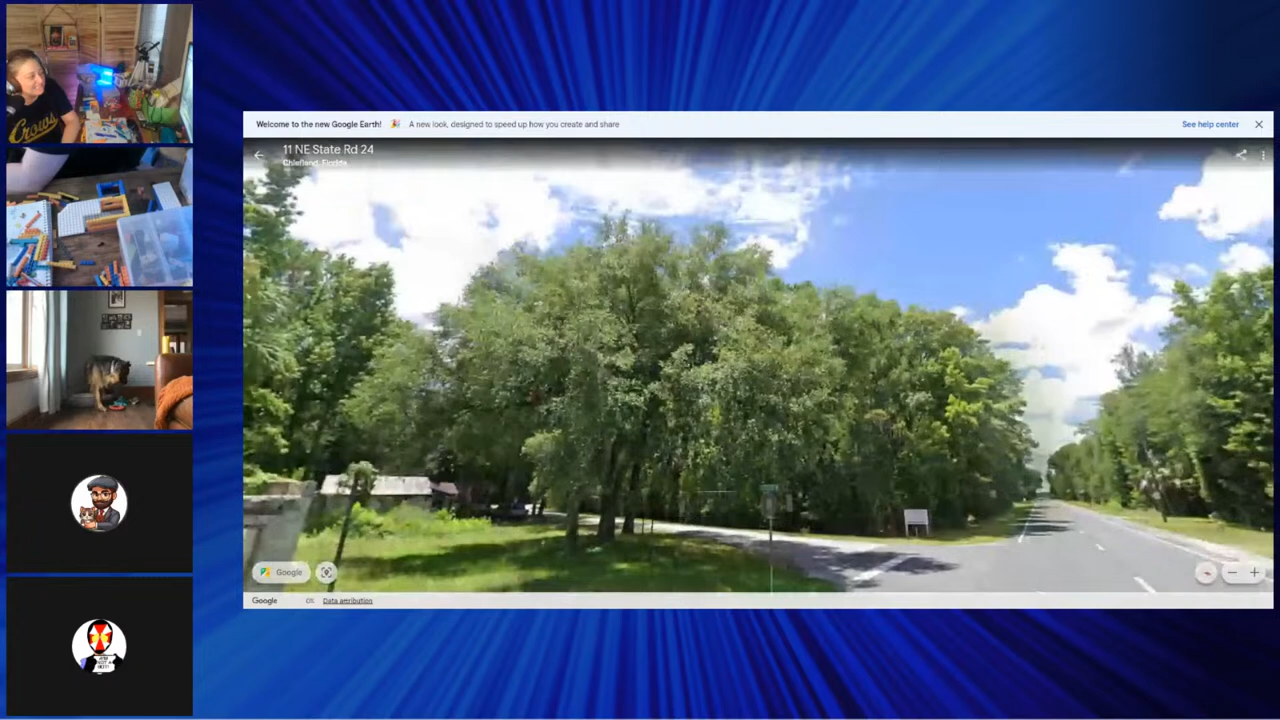 Crows
Welcome to the new Google Earth! A new look, designed to speed up how you create and share
See help center
11 NE State Rd 24
Chiefland, Florida
Google
Google
Data attribution